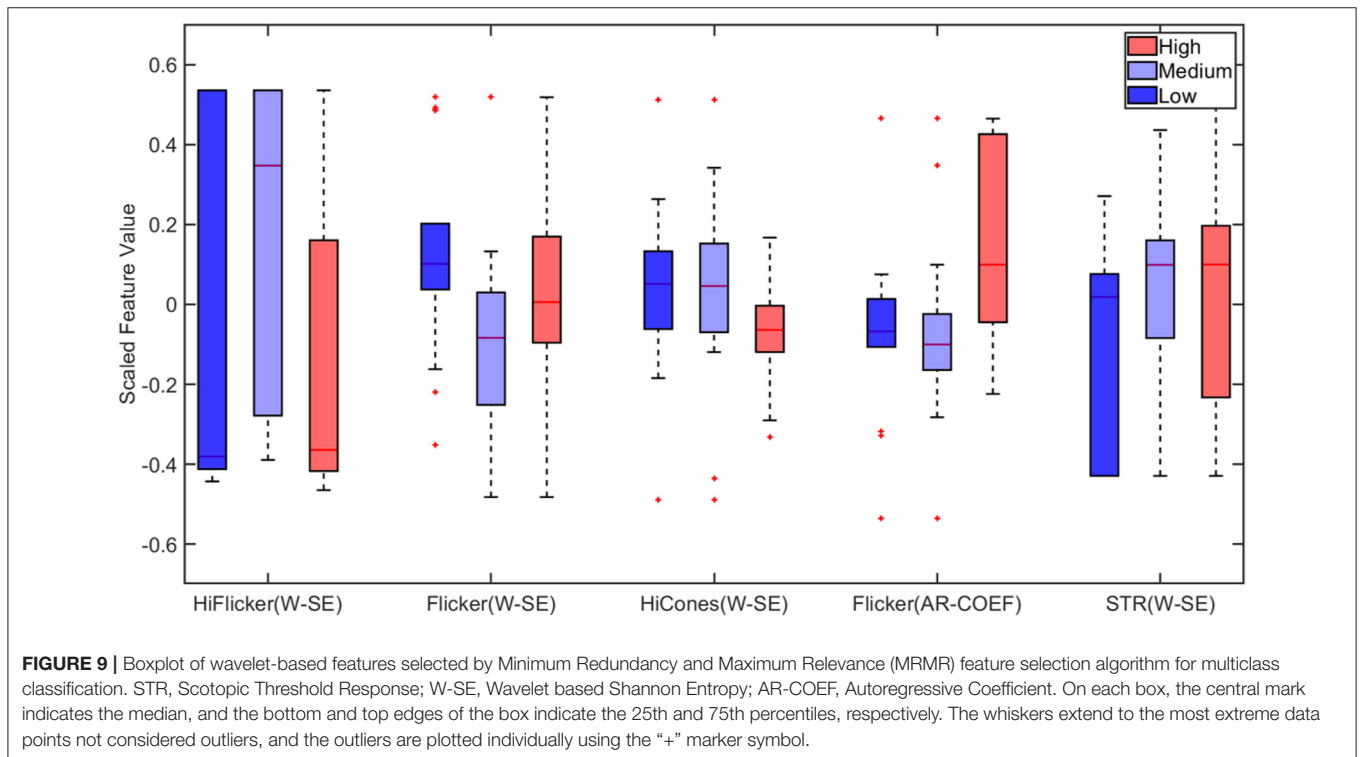 High
Medium
Low
0.6
0.4
0.2
0
-0.2
-0.4
-0.6
Scaled Feature Value
HiFlicker(W-SE) Flicker(W-SE) HiCones(W-SE) Flicker(AR-COEF) STR(W-SE)
FIGURE 9 | Boxplot of wavelet-based features selected by Minimum Redundancy and Maximum Relevance (MRMR) feature selection algorithm for multiclass
classification. STR, Scotopic Threshold Response; W-SE, Wavelet based Shannon Entropy; AR-COEF, Autoregressive Coefficient. On each box, the central mark
indicates the median, and the bottom and top edges of the box indicate the 25th and 75th percentiles, respectively. The whiskers extend to the most extreme data
points not considered outliers, and the outliers are plotted individually using the “+” marker symbol.